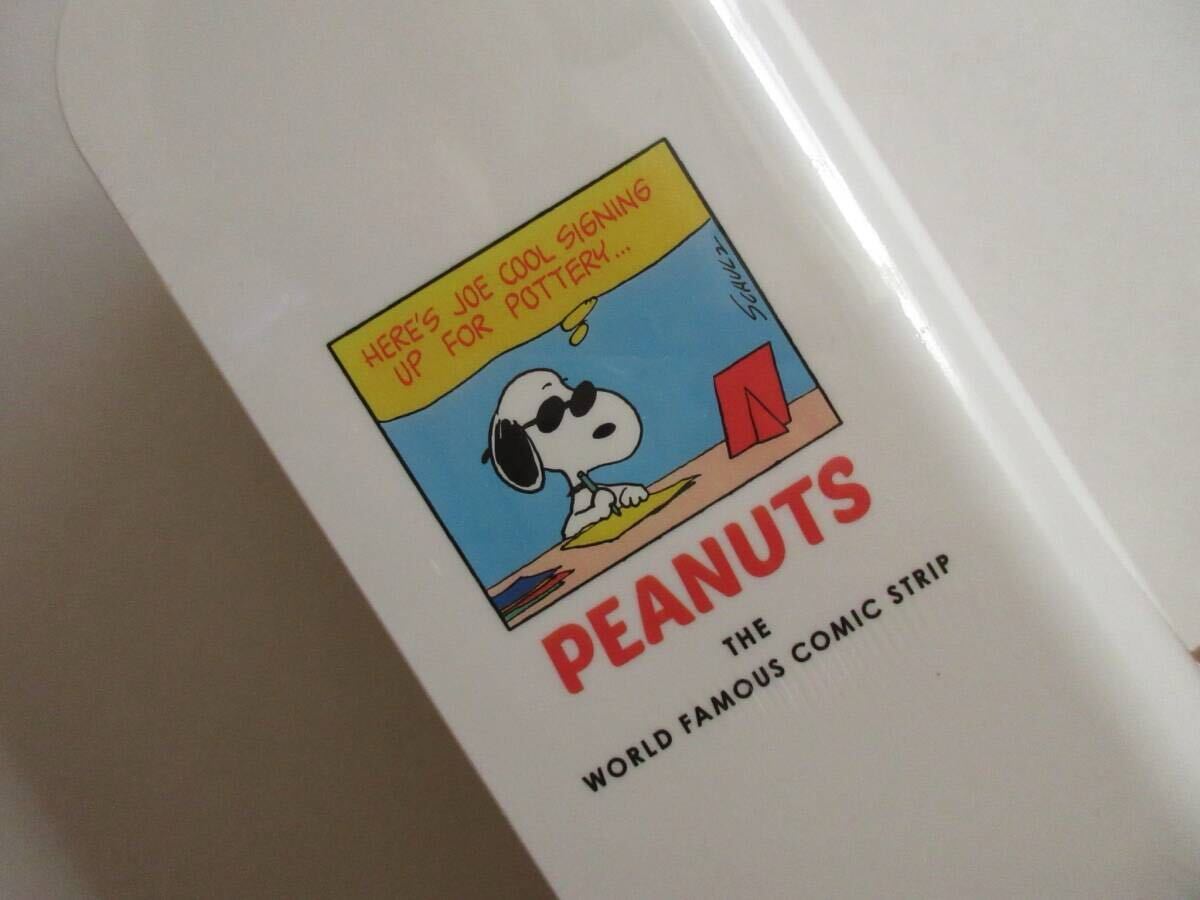 HERE'S JOE COOL SIGNING
UP FOR POTTERY...
SCHULZ
PEANUTS
THE
WORLD FAMOUS COMIC STRIP